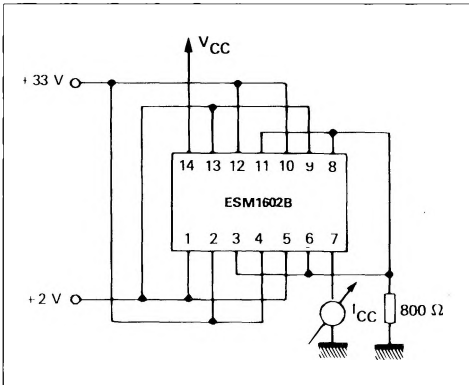 VCC
+ 33 V
14 13 12 11 10 9 8
ESM1602B
1 2 3 4 5 6 7
+ 2 V
ICC
800 Ω